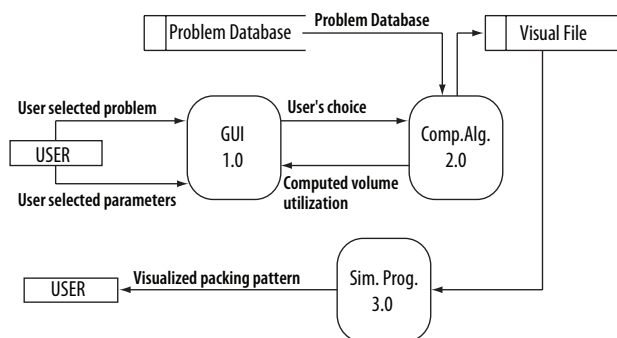 Problem Database
Problem Database
Visual File
User selected problem
User's choice
GUI
1.0
Comp.Alg.
2.0
USER
User selected parameters
Computed volume
utilization
Visualized packing pattern
USER
Sim. Prog.
3.0